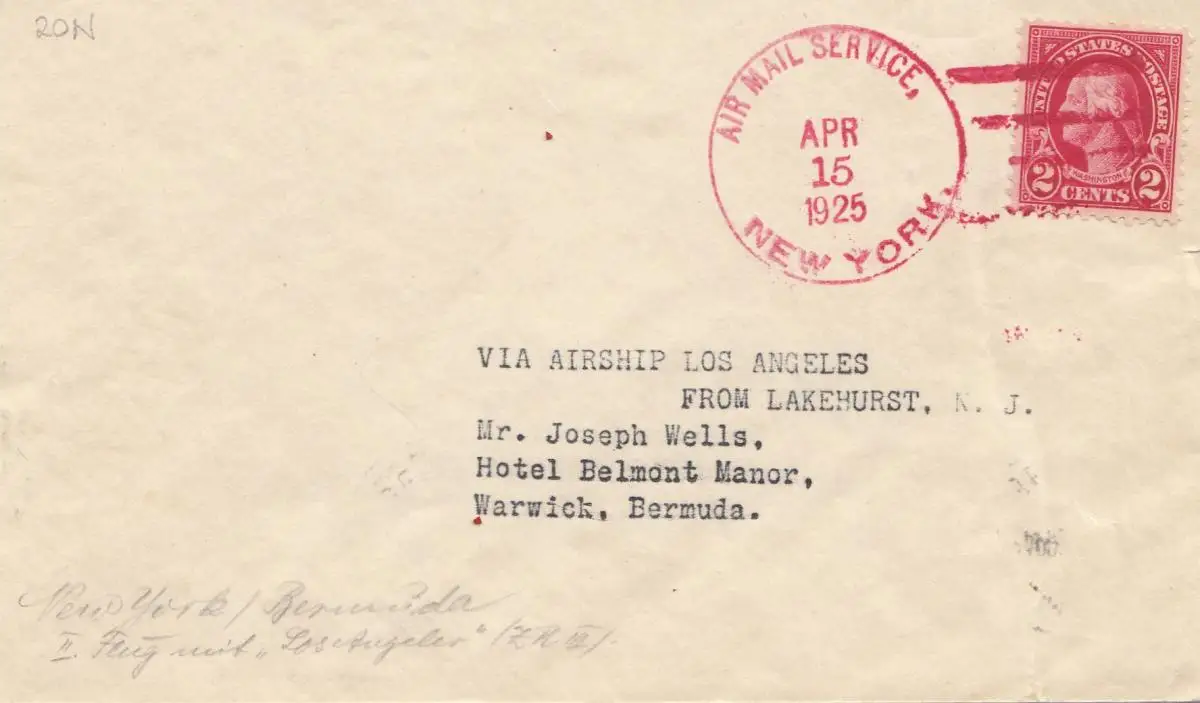 20N
AIR MAIL SERVICE,
APR
15
1925
NEW YORK.
UNITED STATES POSTAGE
WASHINGTON
2 CENTS 2
VIA AIRSHIP LOS ANGELES
FROM LAKEHURST, N. J.
Mr. Joseph Wells,
Hotel Belmont Manor,
Warwick, Bermuda.
New York / Bermuda
II. Flug mit „Los Angeles“ (ZR III).